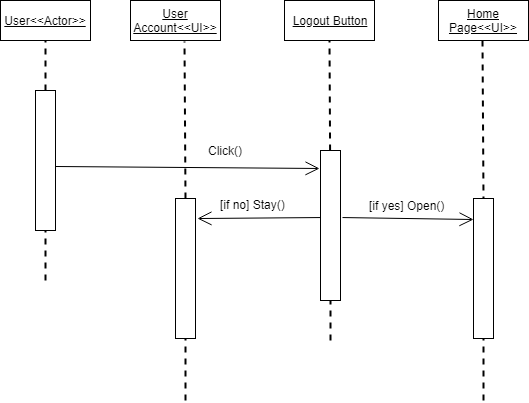 User<<Actor>>
User
Account<<UI>>
Logout Button
Home
Page<<UI>>
Click()
[if no] Stay()
[if yes] Open()